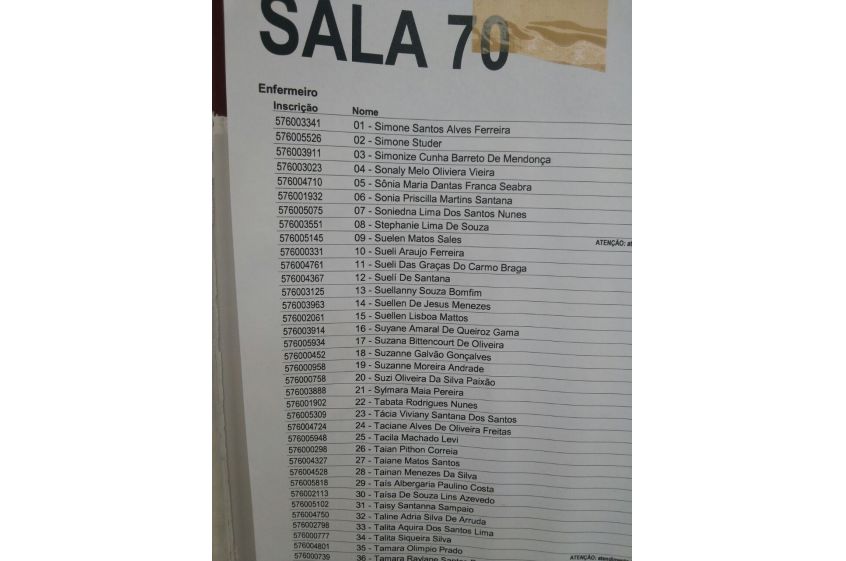 SALA 70
Enfermeiro
Inscrição Nome
576003341 01 - Simone Santos Alves Ferreira
576005526 02 - Simone Studer
576003911 03 - Simonize Cunha Barreto De Mendonça
576003023 04 - Sonaly Melo Oliviera Vieira
576004710 05 - Sônia Maria Dantas Franca Seabra
576001932 06 - Sonia Priscilla Martins Santana
576005075 07 - Soniedna Lima Dos Santos Nunes
576003551 08 - Stephanie Lima De Souza
576005145 09 - Suelen Matos Sales ATENÇÃO:
576000331 10 - Sueli Araujo Ferreira
576004761 11 - Sueli Das Graças Do Carmo Braga
576004367 12 - Suelí De Santana
576003125 13 - Suellanny Souza Bomfim
576003963 14 - Suellen De Jesus Menezes
576002061 15 - Suellen Lisboa Mattos
576003914 16 - Suyane Amaral De Queiroz Gama
576005934 17 - Suzana Bittencourt De Oliveira
576000452 18 - Suzanne Galvão Gonçalves
576000958 19 - Suzanne Moreira Andrade
576000758 20 - Suzi Oliveira Da Silva Paixão
576003888 21 - Sylmara Maia Pereira
576001902 22 - Tabata Rodrigues Nunes
576005309 23 - Tácia Viviany Santana Dos Santos
576004724 24 - Taciane Alves De Oliveira Freitas
576005948 25 - Tacila Machado Levi
576000298 26 - Taian Pithon Correia
576004327 27 - Taiane Matos Santos
576004528 28 - Tainan Menezes Da Silva
576005818 29 - Taís Albergaria Paulino Costa
576002113 30 - Taísa De Souza Lins Azevedo
576005102 31 - Taisy Santanna Sampaio
576004750 32 - Taline Adria Silva De Arruda
576002798 33 - Talita Aquira Dos Santos Lima
576000777 34 - Talita Siqueira Silva
576004801 35 - Tamara Olimpio Prado
576000739 36 - Tamara Raylane Santos ATENÇÃO: